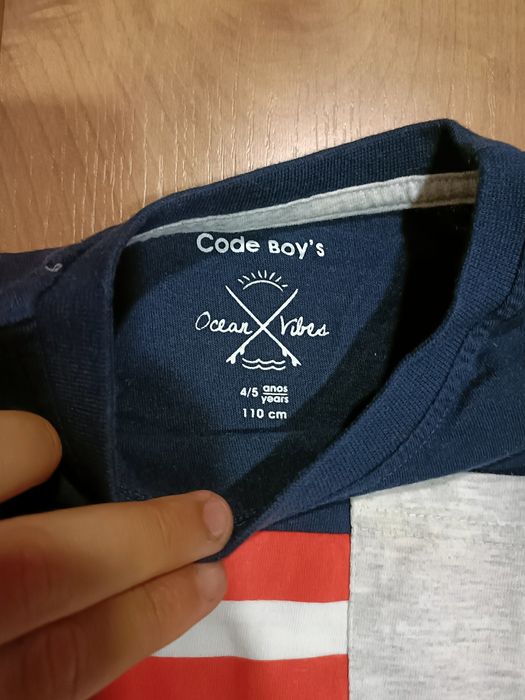 Code Boy's
Ocean Vibes
4/5 anos
years
110 cm